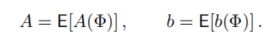 A = E[A(Φ)] , b = E[b(Φ)] .